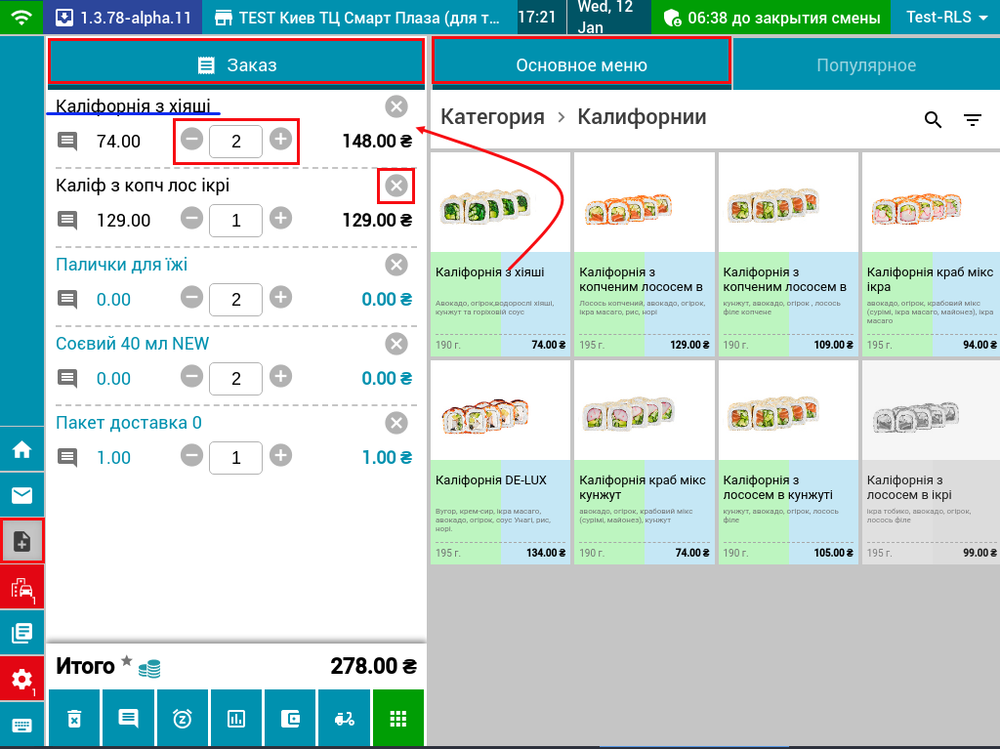 1.3.78-alpha.11
TEST Киев ТЦ Смарт Плаза (для т...
17:21
Wed, 12
Jan
06:38 до закрытия смены
Test-RLS
Заказ
Основное меню
Популярное
Каліфорнія з хіяші
74.00
2
148.00 ₴
Каліф з копч лос ікрі
129.00
1
129.00 ₴
Палички для їжі
0.00
2
0.00 ₴
Соєвий 40 мл NEW
0.00
2
0.00 ₴
Пакет доставка 0
1.00
1
1.00 ₴
Итого
278.00 ₴
1
1
Категория
Калифорнии
Каліфорнія з хіяші
Авокадо, огірок,водорослі хіяші,
кунжут та горіховій соус
190 г.
74.00 ₴
Каліфорнія з
копченим лососем в
Лосось копчений, авокадо, огірок,
ікра масаго, рис, норі
195 г.
129.00 ₴
Каліфорнія з
копченим лососем в
кунжут, авокадо, огірок , лосось
філе копчене
190 г.
109.00 ₴
Каліфорнія краб мікс
ікра
авокадо, огірок, крабовий мікс
(сурімі, ікра масаго, майонез), ікра
масаго
195 г.
94.00 ₴
Каліфорнія DE-LUX
Вугор, крем-сир, ікра масаго,
авокадо, огірок, соус Унагі, рис,
норі.
195 г.
134.00 ₴
Каліфорнія краб мікс
кунжут
авокадо, огірок, крабовий мікс
(сурімі, майонез), кунжут
190 г.
74.00 ₴
Каліфорнія з
лососем в кунжуті
кунжут, авокадо, огірок, лосось
філе
190 г.
105.00 ₴
Каліфорнія з
лососем в ікрі
ікра тобико, авокадо, огірок,
лосось філе
195 г.
99.00 ₴